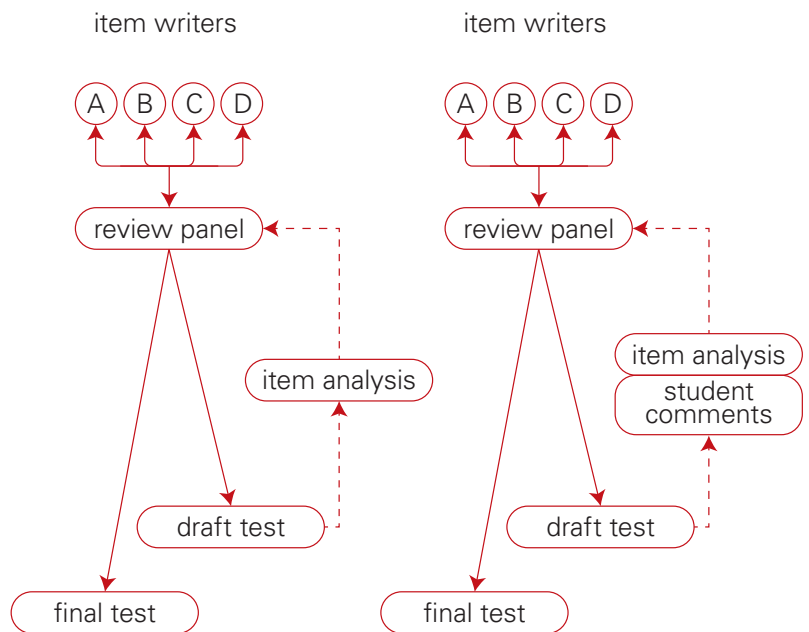 item writers
A B C D
review panel
item analysis
draft test
final test
item writers
A B C D
review panel
item analysis
student
comments
draft test
final test